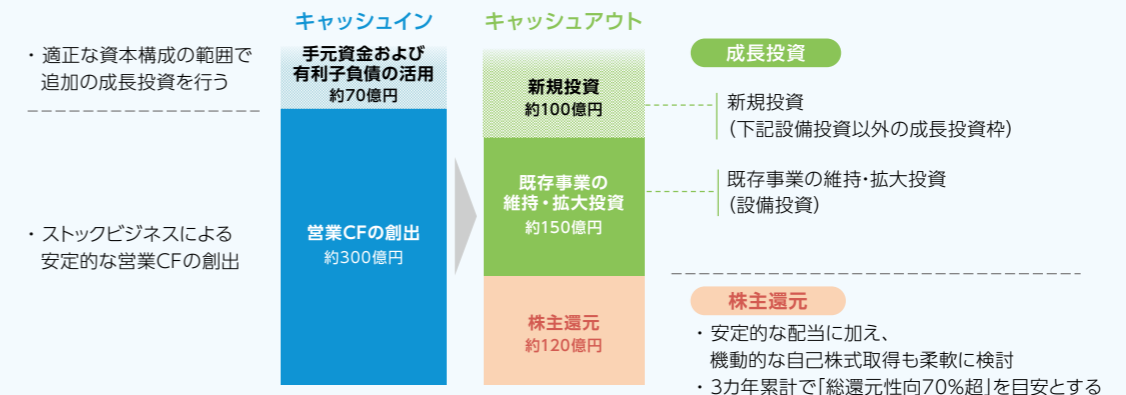 キャッシュイン
キャッシュアウト
・適正な資本構成の範囲で
追加の成長投資を行う
手元資金および
有利子負債の活用
約70億円
・ストックビジネスによる
安定的な営業CFの創出
営業CFの創出
約300億円
新規投資
約100億円
既存事業の
維持・拡大投資
約150億円
株主還元
約120億円
成長投資
新規投資
（下記設備投資以外の成長投資枠）
既存事業の維持・拡大投資
（設備投資）
株主還元
・安定的な配当に加え、
機動的な自己株式取得も柔軟に検討
・3カ年累計で「総還元性向70％超」を目安とする